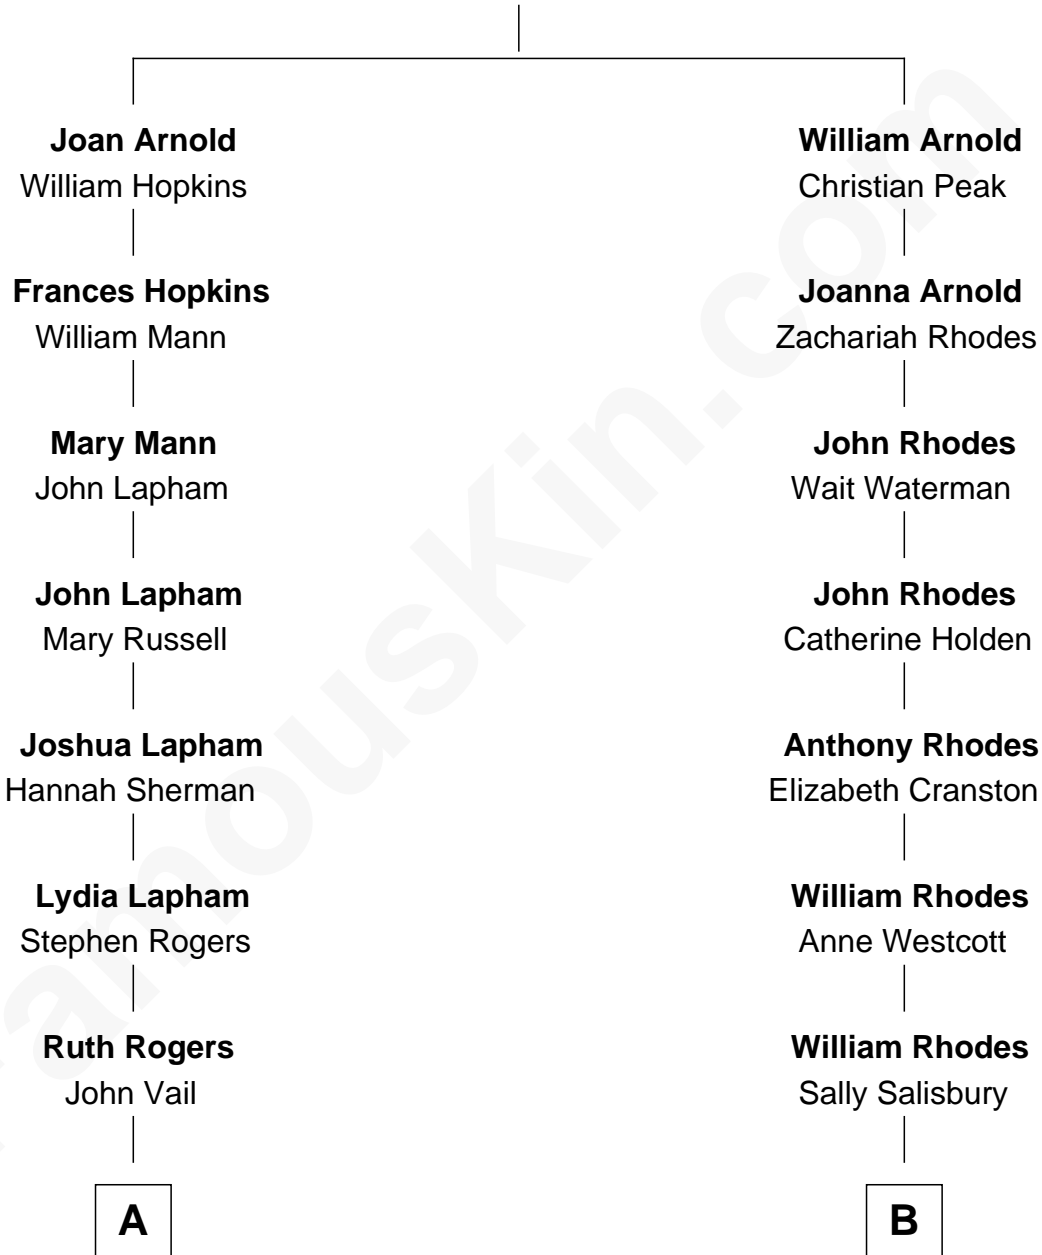 Joan Arnold
William Hopkins
Frances Hopkins
William Mann
Mary Mann
John Lapham
John Lapham
Mary Russell
Joshua Lapham
Hannah Sherman
Lydia Lapham
Stephen Rogers
Ruth Rogers
John Vail
A
William Arnold
Christian Peak
Joanna Arnold
Zachariah Rhodes
John Rhodes
Wait Waterman
John Rhodes
Catherine Holden
Anthony Rhodes
Elizabeth Cranston
William Rhodes
Anne Westcott
William Rhodes
Sally Salisbury
B
FamousKin.com